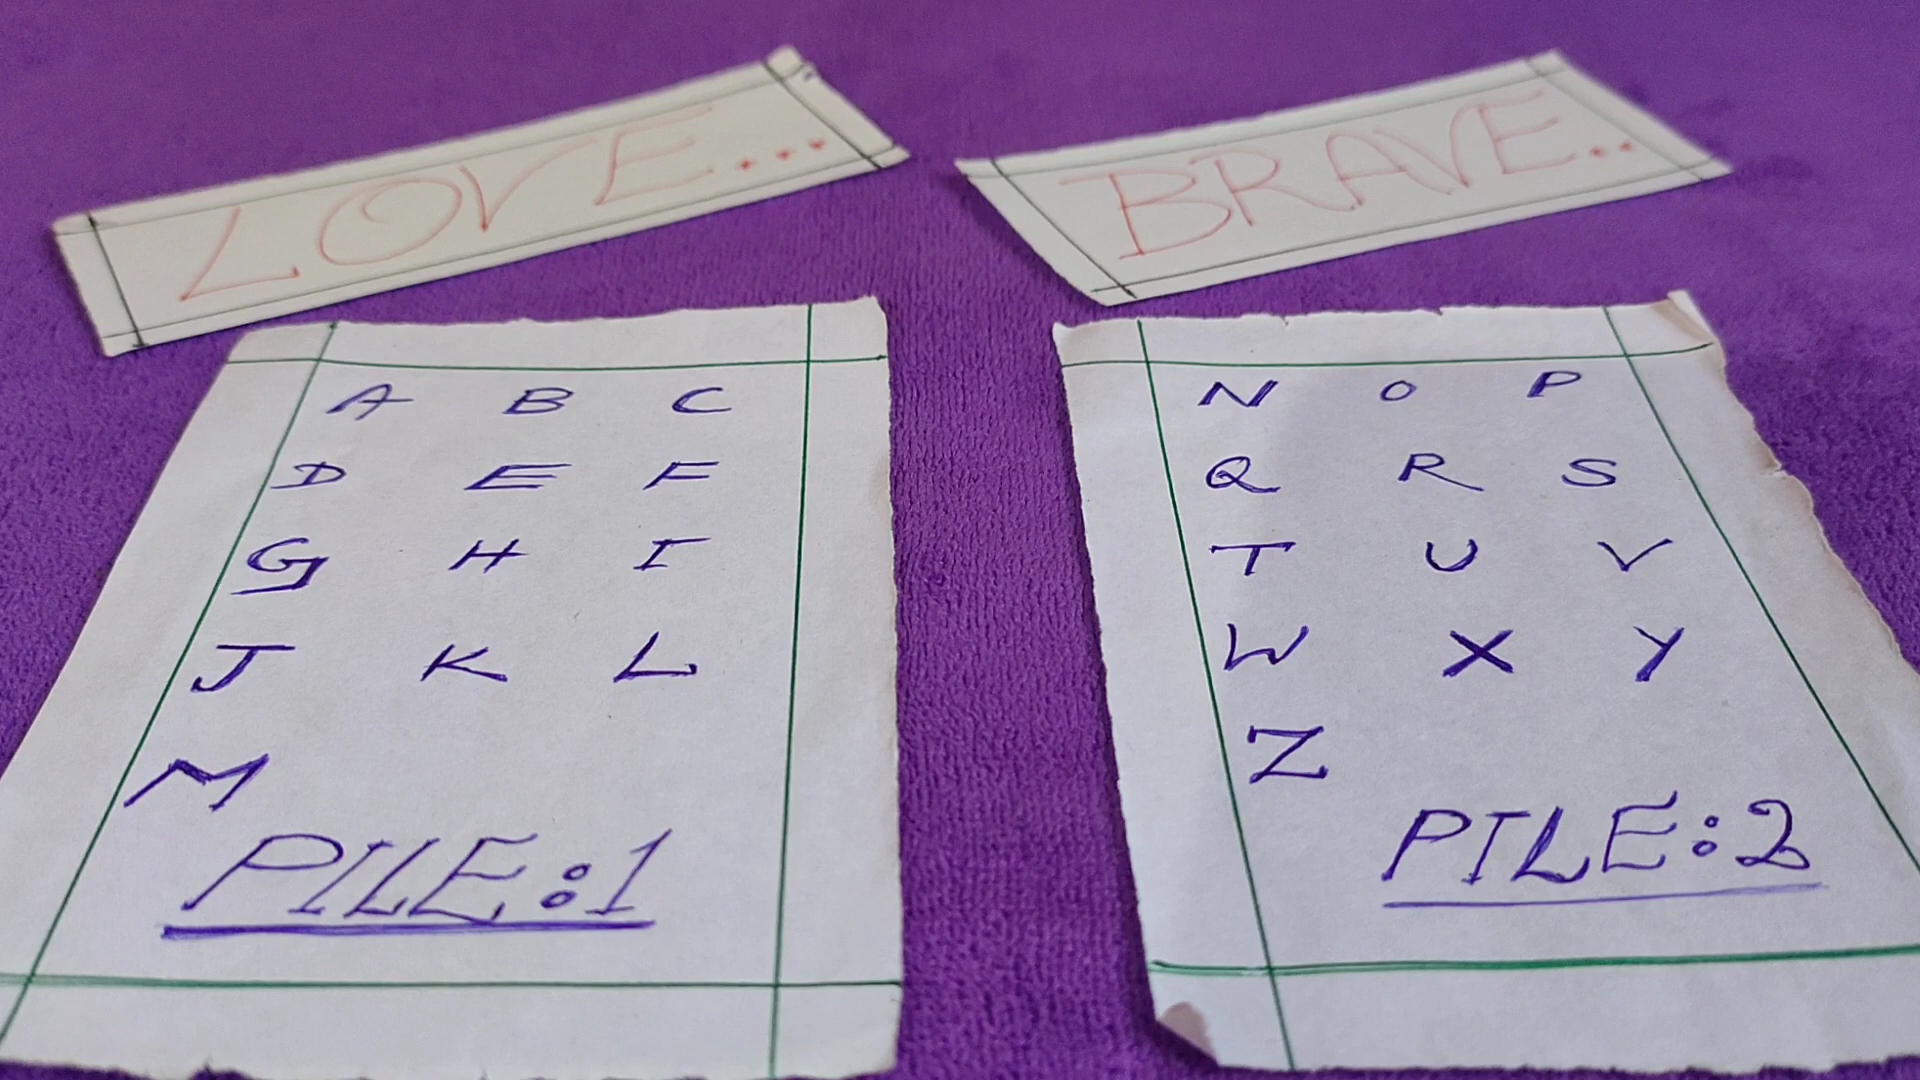 LOVE...
BRAVE..
A B C
D E F
G H I
J K L
M
PILE:1
N O P
Q R S
T U V
W X Y
Z
PILE:2